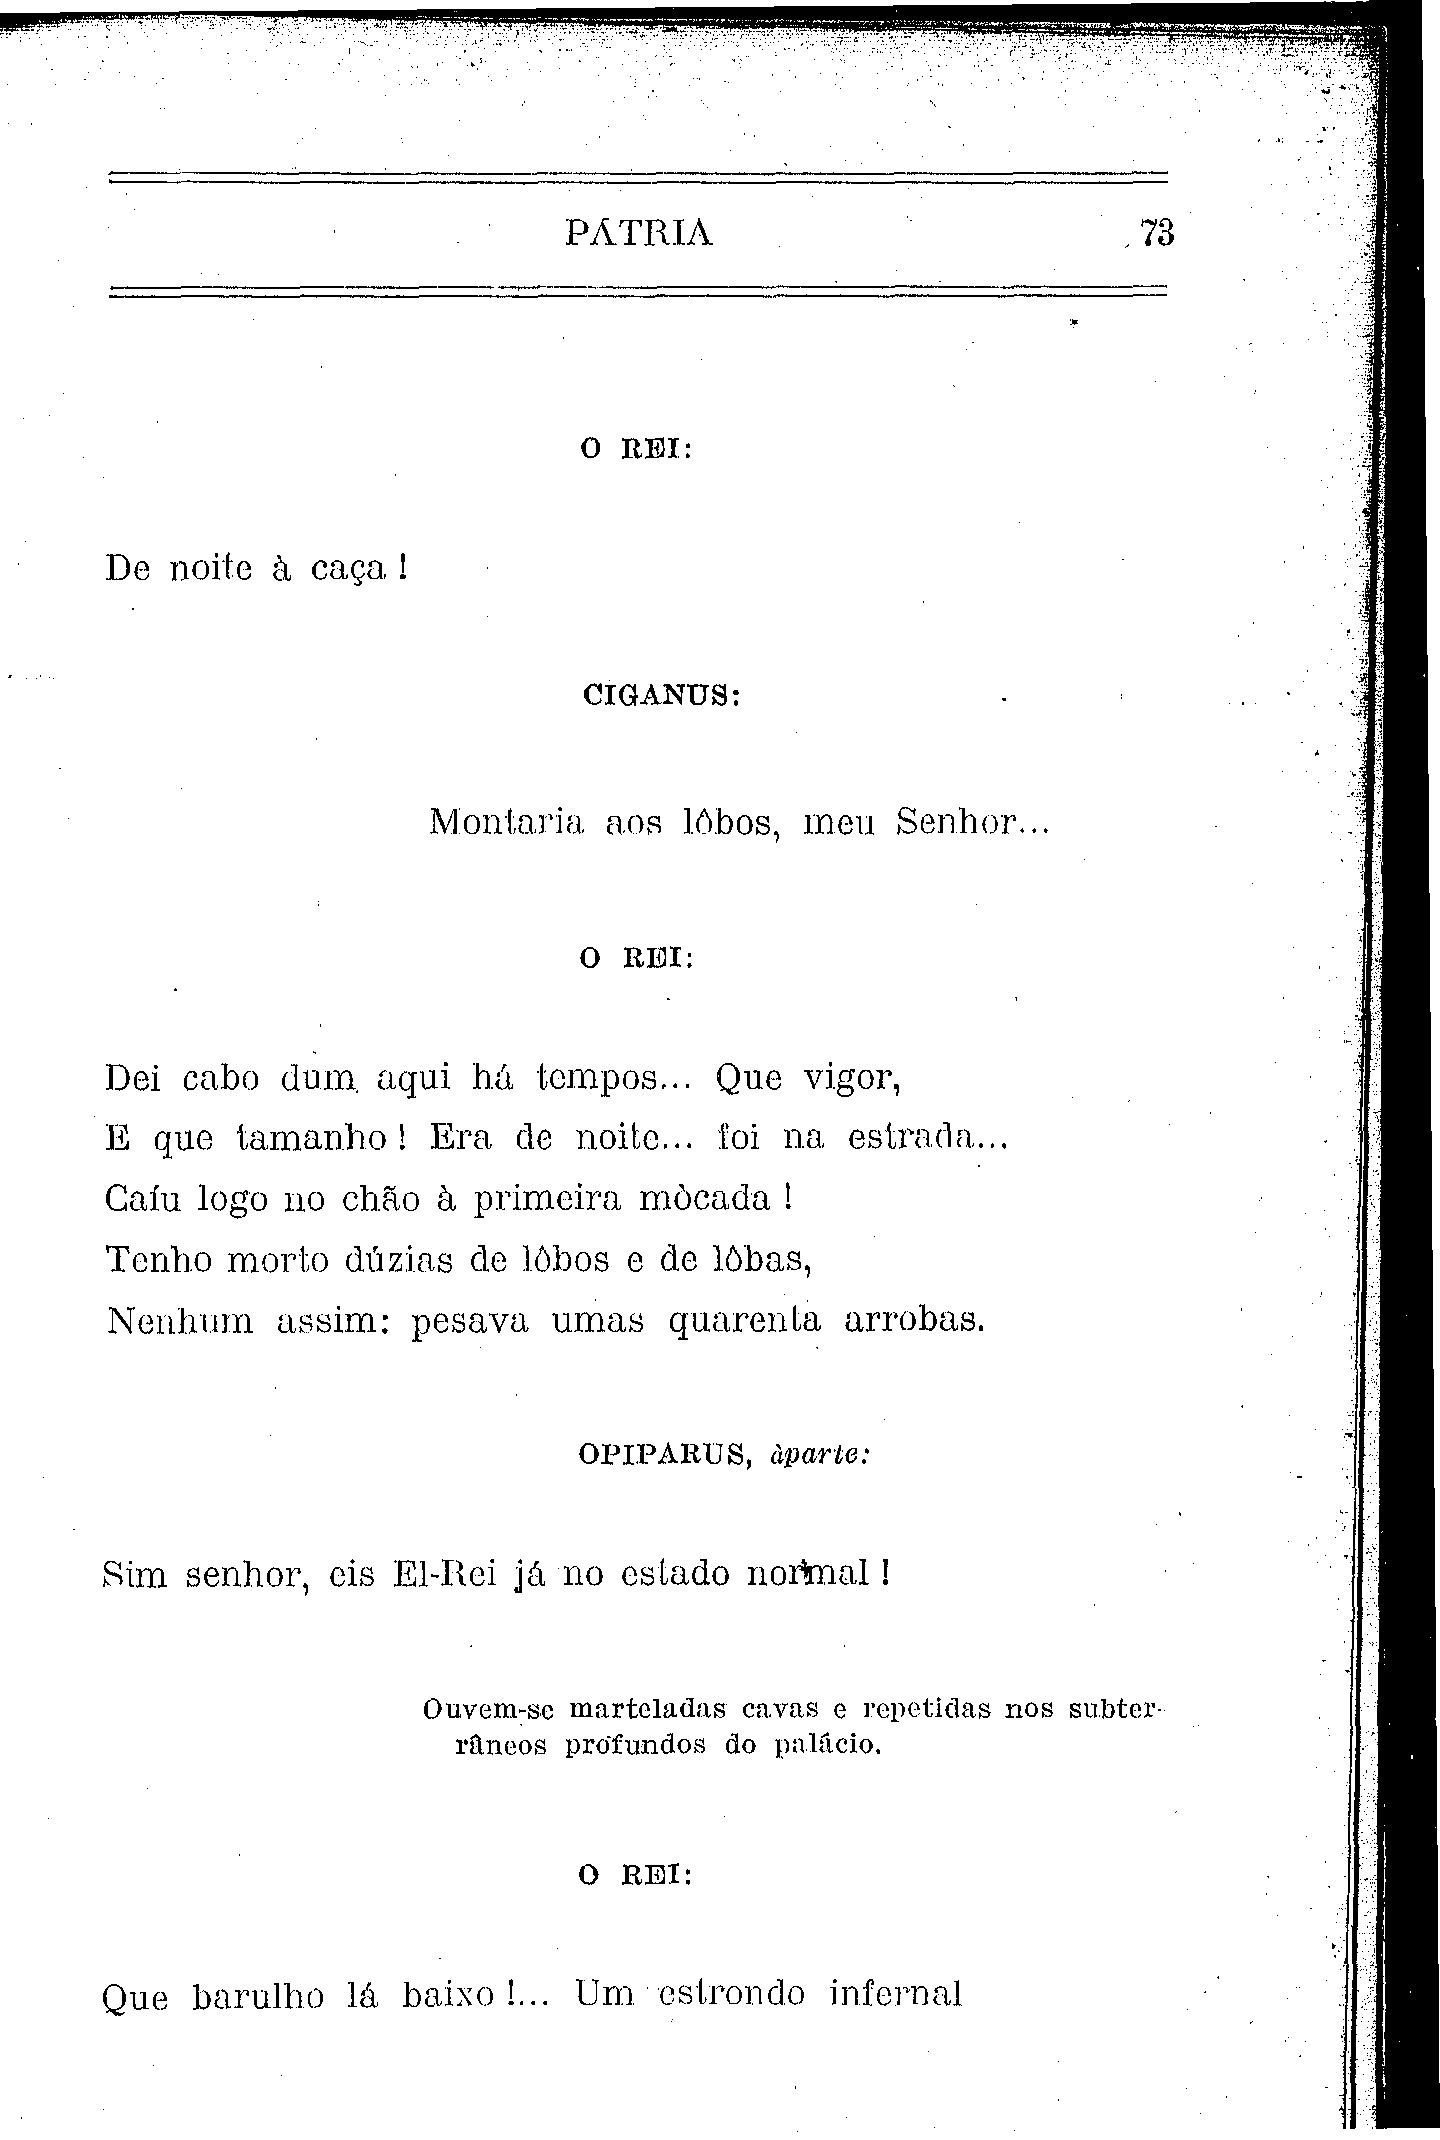 PATRIA 73
O REI:
De noite à caça !
CIGANUS:
Montaria aos lôbos, meu Senhor...
O REI:
Dei cabo dum aqui há tempos... Que vigor,
E que tamanho ! Era de noite... foi na estrada...
Caíu logo no chão à primeira mòcada !
Tenho morto dúzias de lôbos e de lôbas,
Nenhum assim: pesava umas quarenta arrobas.
OPIPARUS, àparte:
Sim senhor, eis El-Rei já no estado normal !
Ouvem-se marteladas cavas e repetidas nos subter-
râneos profundos do palácio.
O REI:
Que barulho lá baixo !... Um estrondo infernal